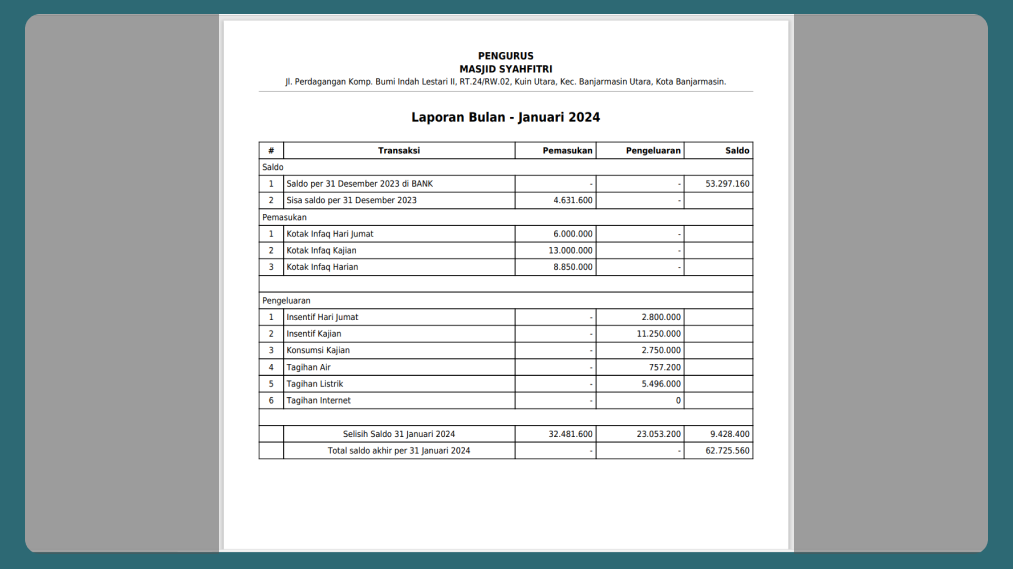 PENGURUS
MASJID SYAHFITRI
Jl. Perdagangan Komp. Bumi Indah Lestari II, RT.24/RW.02, Kuin Utara, Kec. Banjarmasin Utara, Kota Banjarmasin.
Laporan Bulan - Januari 2024
# Transaksi Pemasukan Pengeluaran Saldo
Saldo
1 Saldo per 31 Desember 2023 di BANK - - 53.297.160
2 Sisa saldo per 31 Desember 2023 4.631.600 -
Pemasukan
1 Kotak Infaq Hari Jumat 6.000.000 -
2 Kotak Infaq Kajian 13.000.000 -
3 Kotak Infaq Harian 8.850.000 -
Pengeluaran
1 Insentif Hari Jumat - 2.800.000
2 Insentif Kajian - 11.250.000
3 Konsumsi Kajian - 2.750.000
4 Tagihan Air - 757.200
5 Tagihan Listrik - 5.496.000
6 Tagihan Internet - 0
Selisih Saldo 31 Januari 2024 32.481.600 23.053.200 9.428.400
Total saldo akhir per 31 Januari 2024 - - 62.725.560